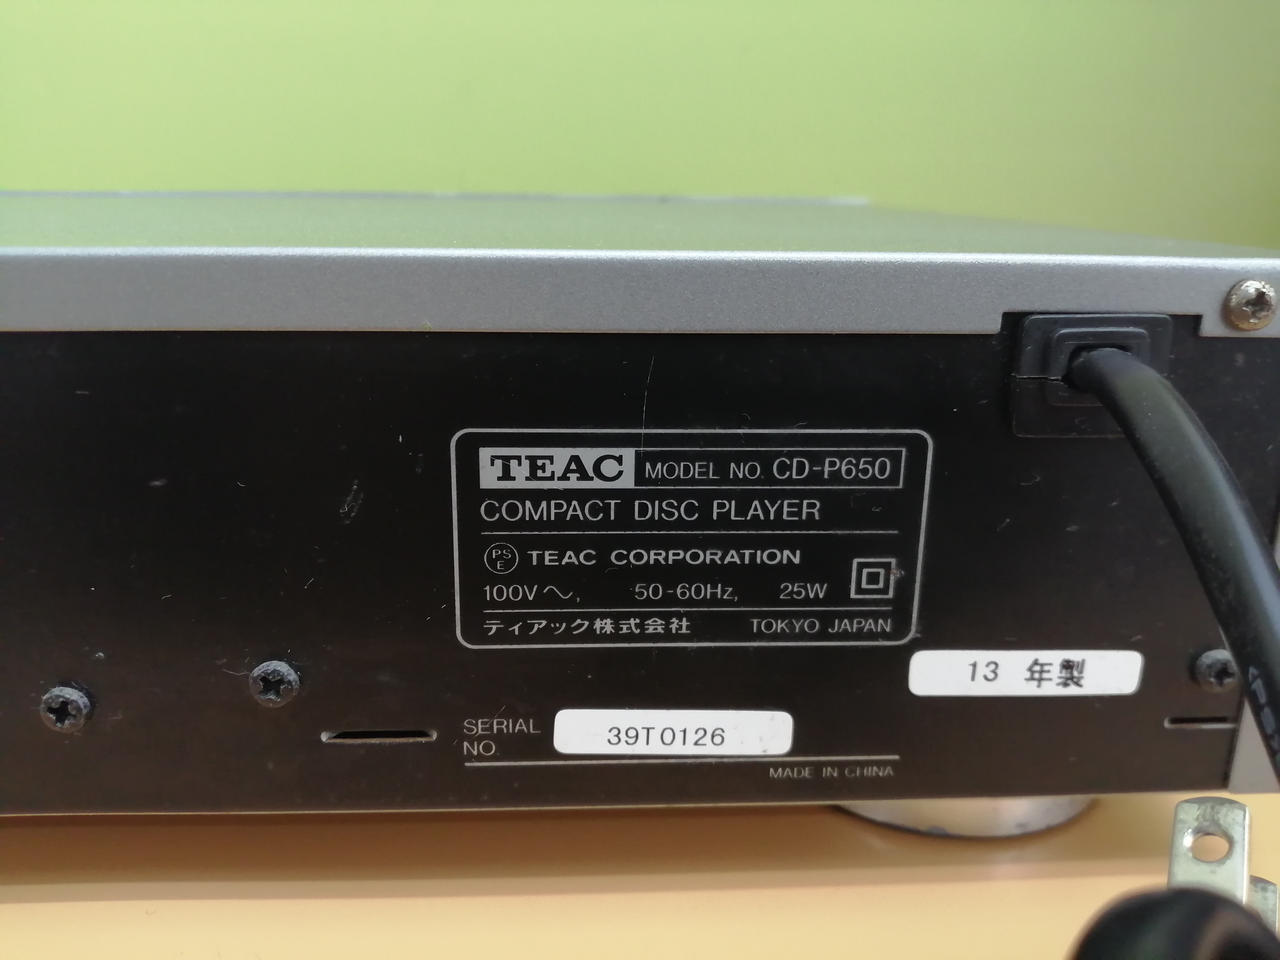 TEAC MODEL NO. CD-P650
COMPACT DISC PLAYER
PS E TEAC CORPORATION
100V〜, 50-60Hz, 25W
ティアック株式会社 TOKYO JAPAN
13 年製
SERIAL NO. 39T0126
MADE IN CHINA